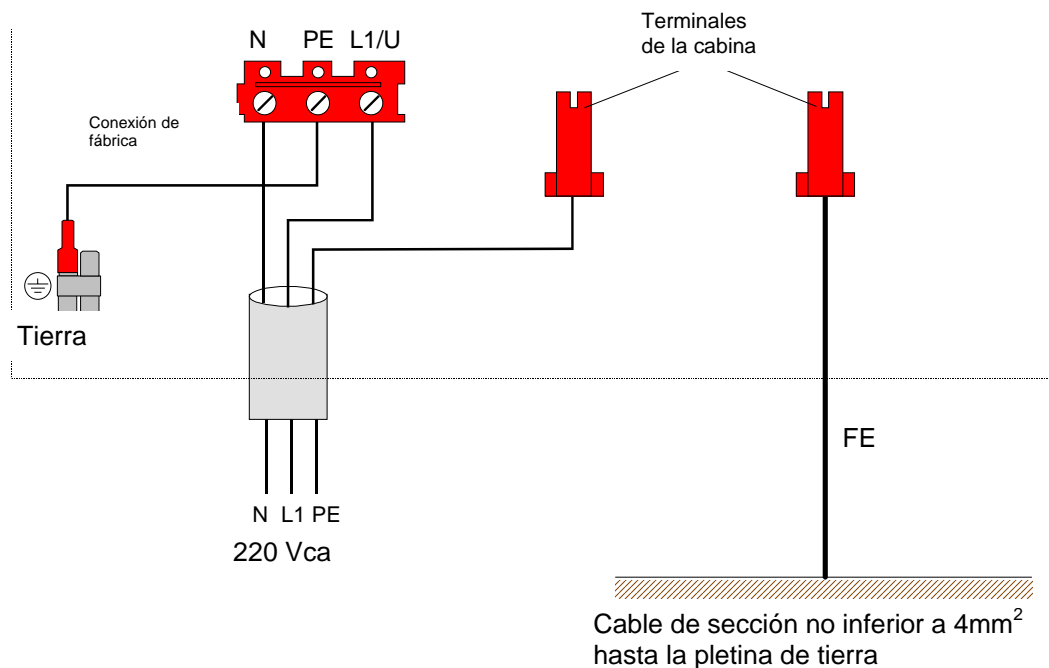 Terminales
de la cabina
N PE L1/U
Conexión de
fábrica
Tierra
FE
N L1 PE
220 Vca
Cable de sección no inferior a 4mm²
hasta la pletina de tierra